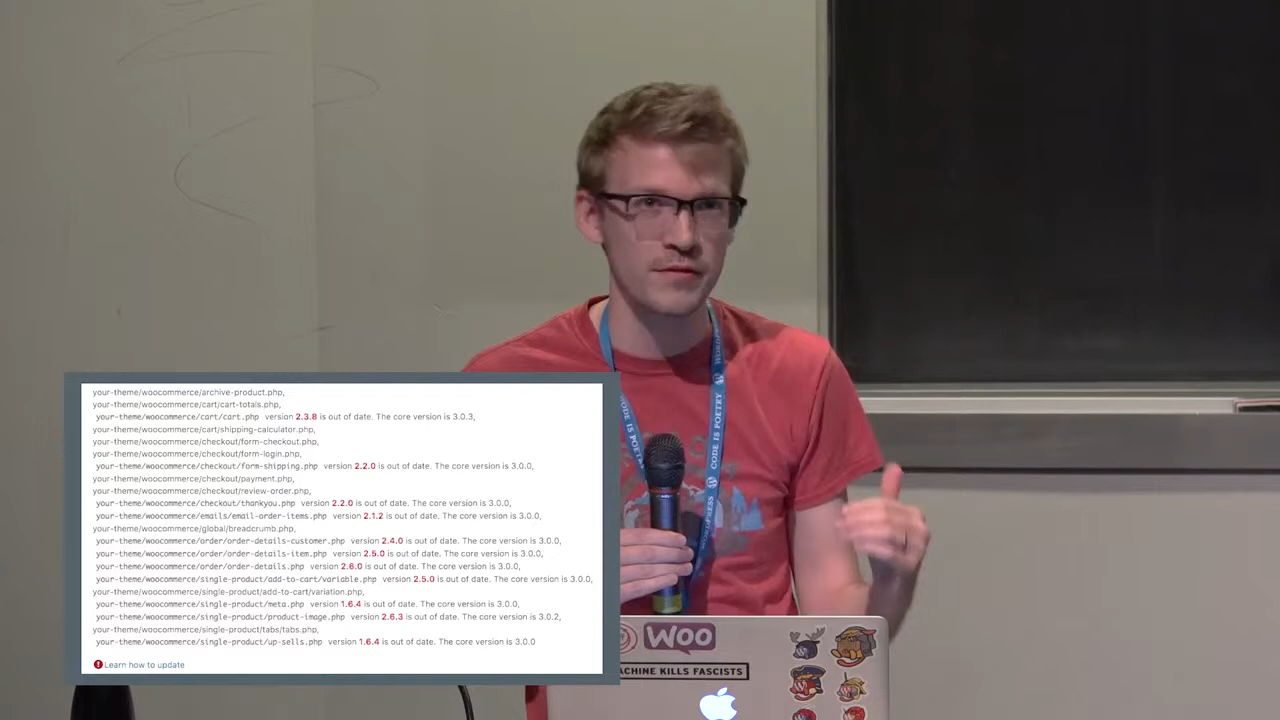 your-theme/woocommerce/archive-product.php,
your-theme/woocommerce/cart/cart-totals.php,
your-theme/woocommerce/cart/cart.php version 2.3.8 is out of date. The core version is 3.0.3,
your-theme/woocommerce/cart/shipping-calculator.php,
your-theme/woocommerce/checkout/form-checkout.php,
your-theme/woocommerce/checkout/form-login.php,
your-theme/woocommerce/checkout/form-shipping.php version 2.2.0 is out of date. The core version is 3.0.0,
your-theme/woocommerce/checkout/payment.php,
your-theme/woocommerce/checkout/review-order.php,
your-theme/woocommerce/checkout/thankyou.php version 2.2.0 is out of date. The core version is 3.0.0,
your-theme/woocommerce/emails/email-order-items.php version 2.1.2 is out of date. The core version is 3.0.0,
your-theme/woocommerce/global/breadcrumb.php,
your-theme/woocommerce/order/order-details-customer.php version 2.4.0 is out of date. The core version is 3.0.0,
your-theme/woocommerce/order/order-details-item.php version 2.5.0 is out of date. The core version is 3.0.0,
your-theme/woocommerce/order/order-details.php version 2.6.0 is out of date. The core version is 3.0.0,
your-theme/woocommerce/single-product/add-to-cart/variable.php version 2.5.0 is out of date. The core version is 3.0.0,
your-theme/woocommerce/single-product/add-to-cart/variation.php,
your-theme/woocommerce/single-product/meta.php version 1.6.4 is out of date. The core version is 3.0.0,
your-theme/woocommerce/single-product/product-image.php version 2.6.3 is out of date. The core version is 3.0.2,
your-theme/woocommerce/single-product/tabs/tabs.php,
your-theme/woocommerce/single-product/up-sells.php version 1.6.4 is out of date. The core version is 3.0.0
Learn how to update
CODE IS POETRY
WORDPRESS
WOO
MACHINE KILLS FASCISTS